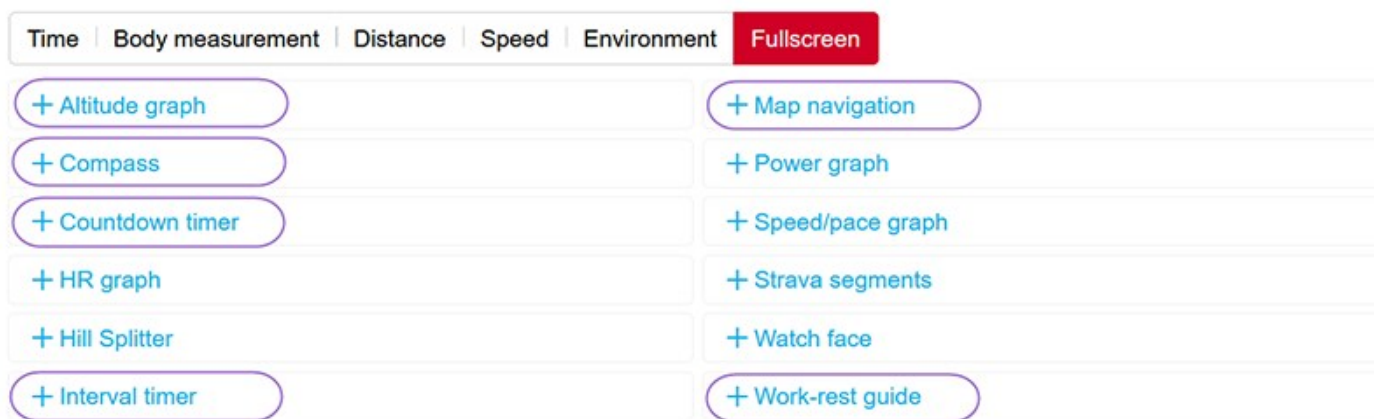 Time Body measurement Distance Speed Environment Fullscreen
+ Altitude graph
+ Compass
+ Countdown timer
+ HR graph
+ Hill Splitter
+ Interval timer
+ Map navigation
+ Power graph
+ Speed/pace graph
+ Strava segments
+ Watch face
+ Work-rest guide